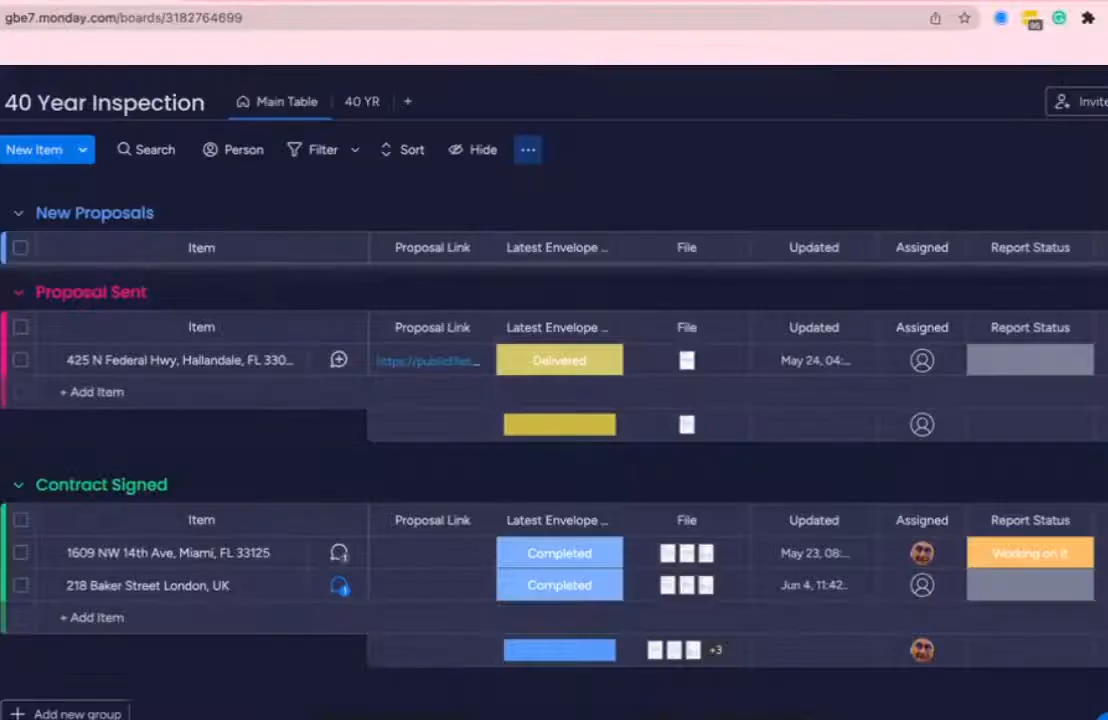 gbe7.monday.com/boards/3182764699
40 Year Inspection Main Table 40 YR + Invite
New Item Search Person Filter Sort Hide ...
New Proposals
Item Proposal Link Latest Envelope ... File Updated Assigned Report Status
Proposal Sent
Item Proposal Link Latest Envelope ... File Updated Assigned Report Status
425 N Federal Hwy, Hallandale, FL 330... https://publicfiles... Delivered May 24, 04:...
+ Add Item
Contract Signed
Item Proposal Link Latest Envelope ... File Updated Assigned Report Status
1609 NW 14th Ave, Miami, FL 33125 1 Completed May 23, 08:... Working on it
218 Baker Street London, UK 1 Completed Jun 4, 11:42...
+ Add Item
+3
+ Add new group